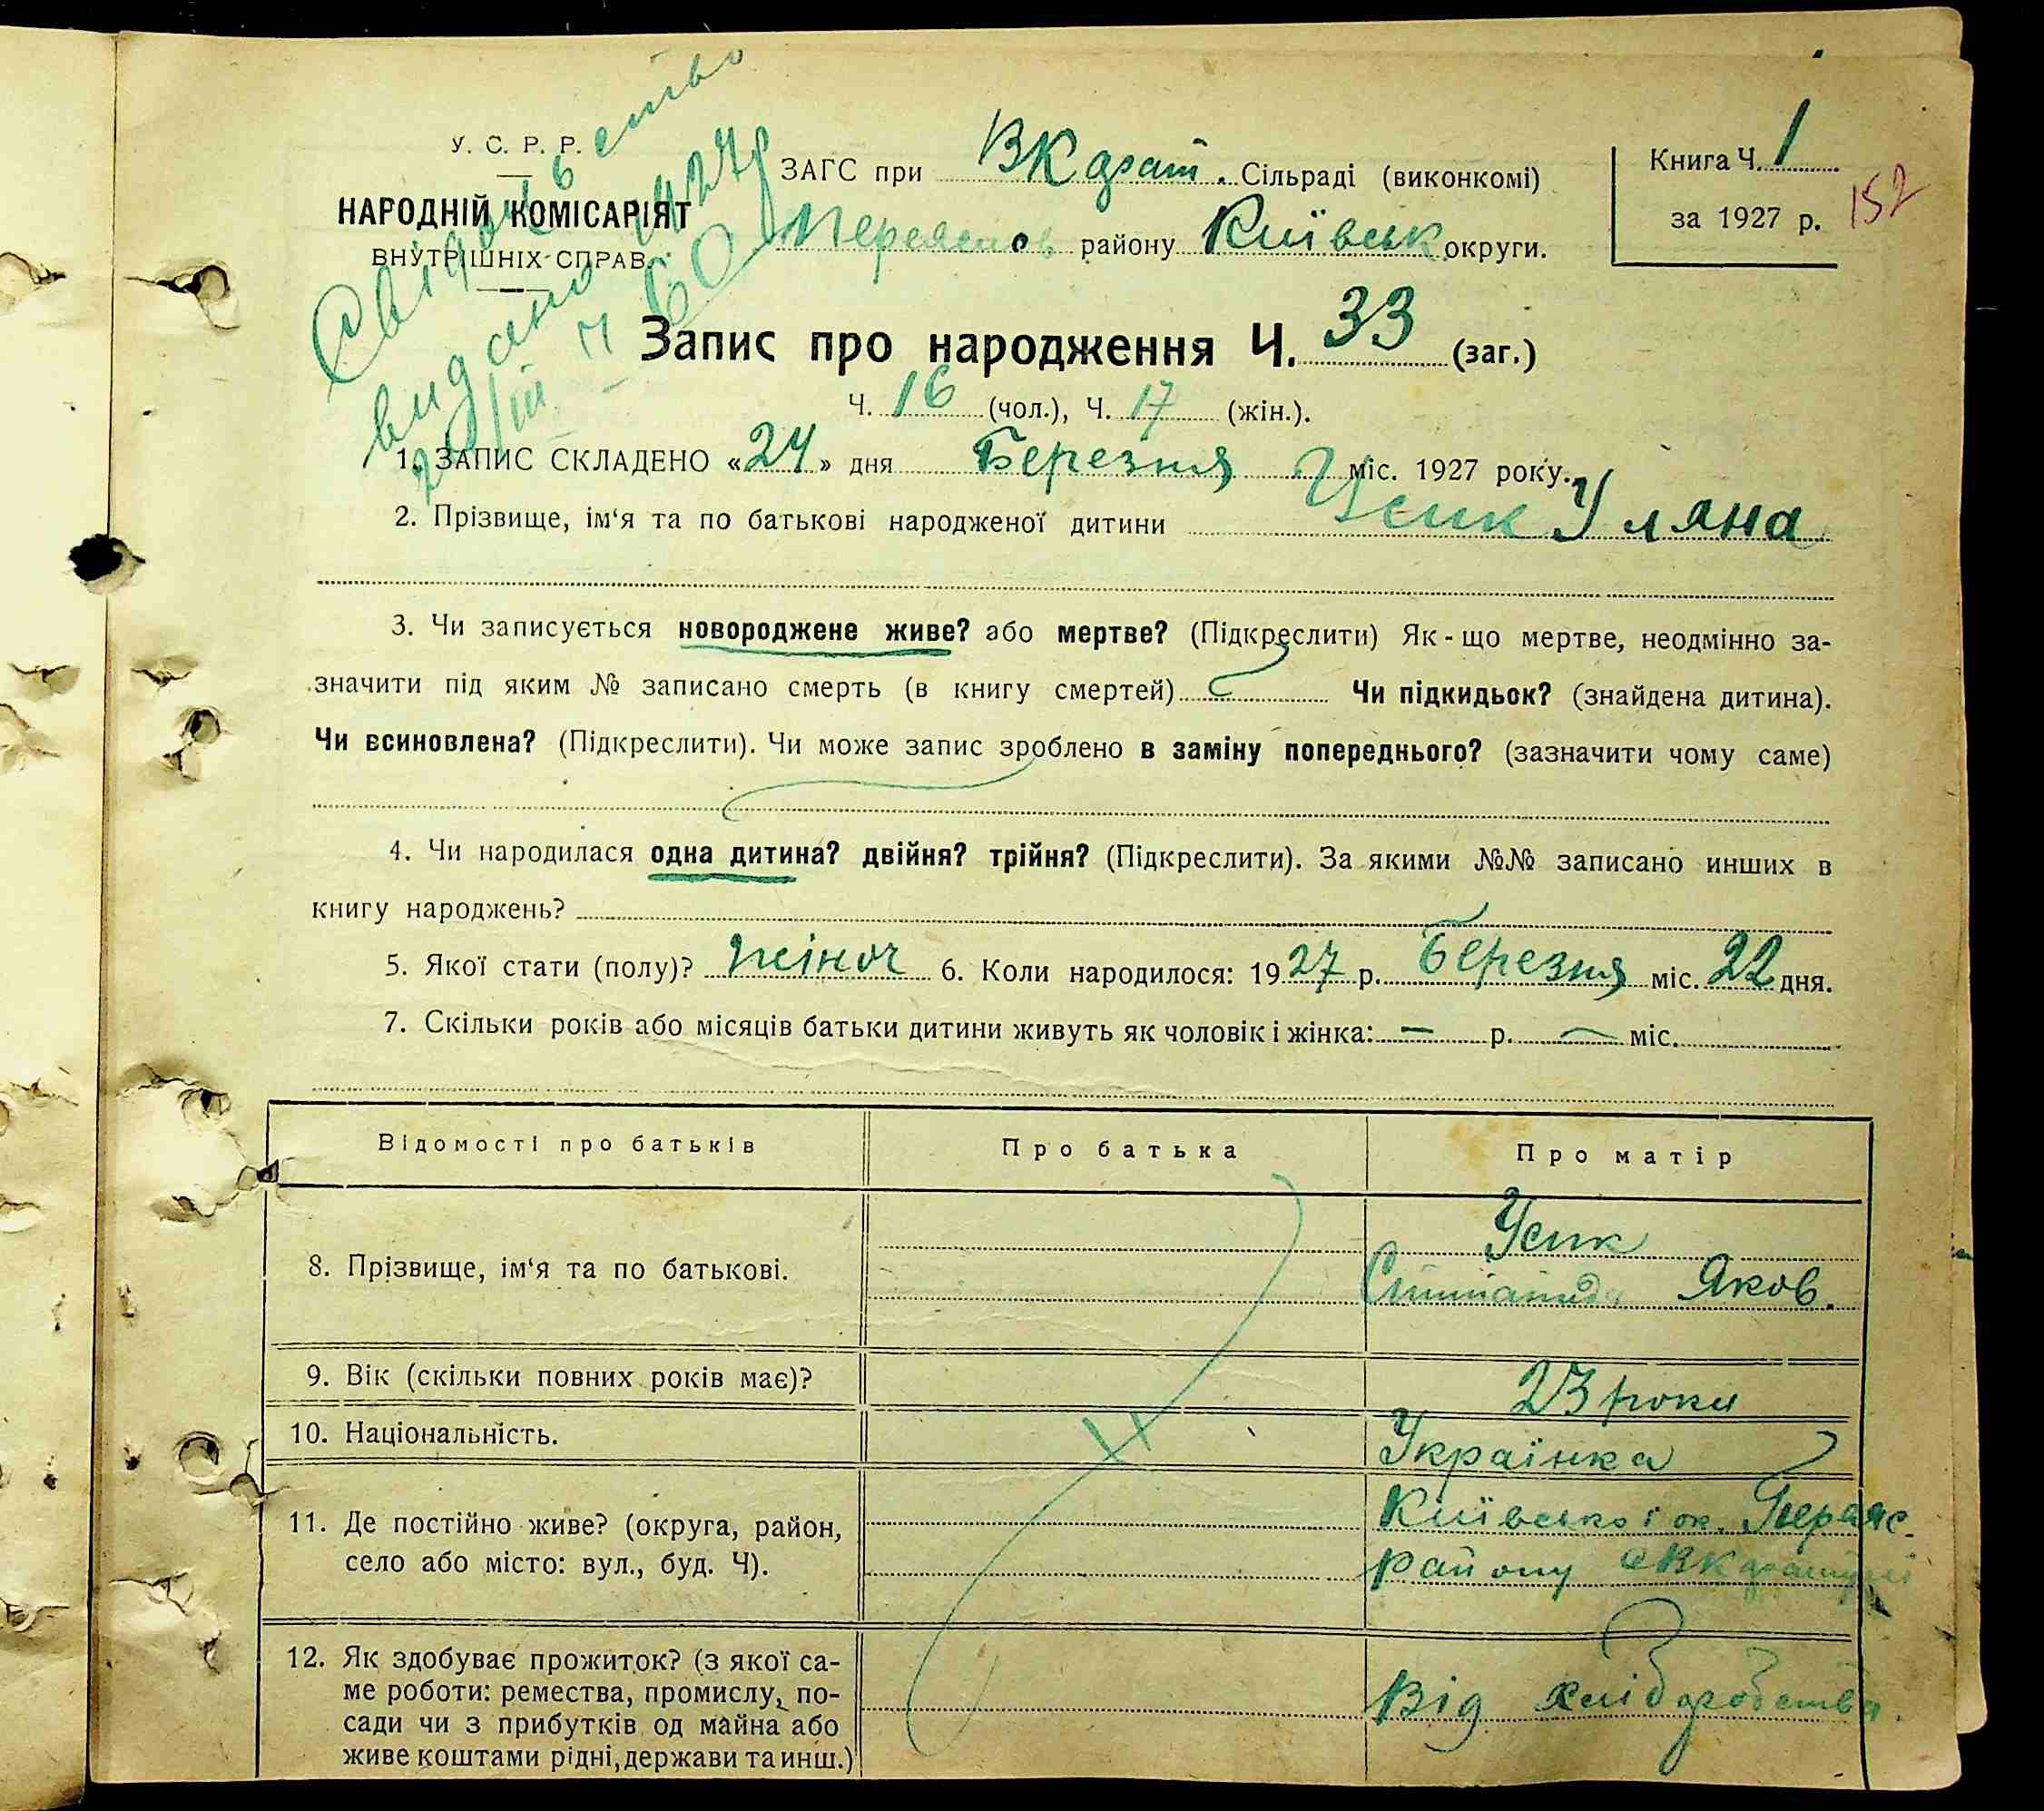 У. С. Р. Р.
НАРОДНІЙ КОМІСАРІЯТ
ВНУТРІШНІХ СПРАВ
Свідоцтво
видано
ЗАГС при ВКарат. Сільраді (виконкомі)
Переяслов району Київськ округи.
Книга Ч. 1
за 1927 р.
152
Запис про народження Ч. 33 (заг.)
Ч. 16 (чол.), Ч. 17 (жін.).
1. ЗАПИС СКЛАДЕНО «24» дня Березня міс. 1927 року.
2. Прізвище, ім‘я та по батькові народженої дитини Усик Уляна
3. Чи записується новороджене живе? або мертве? (Підкреслити) Як-що мертве, неодмінно за-
значити під яким № записано смерть (в книгу смертей) Чи підкидьок? (знайдена дитина).
Чи всиновлена? (Підкреслити). Чи може запис зроблено в заміну попереднього? (зазначити чому саме)
4. Чи народилася одна дитина? двійня? трійня? (Підкреслити). За якими №№ записано инших в
книгу народжень?
5. Якої стати (полу)? жіноч 6. Коли народилося: 1927 р. Березня міс. 22 дня.
7. Скільки років або місяців батьки дитини живуть як чоловік і жінка: — р. — міс.
Відомості про батьків Про батька Про матір
8. Прізвище, ім‘я та по батькові.
Усик
Яков.
9. Вік (скільки повних років має)? 23 роки
10. Національність. Українка
11. Де постійно живе? (округа, район,
село або місто: вул., буд. Ч).
Київської ок. Переяс.
району
12. Як здобуває прожиток? (з якої са-
ме роботи: ремества, промислу, по-
сади чи з прибутків од майна або
живе коштами рідні, держави та инш.)
Від хліборобства.